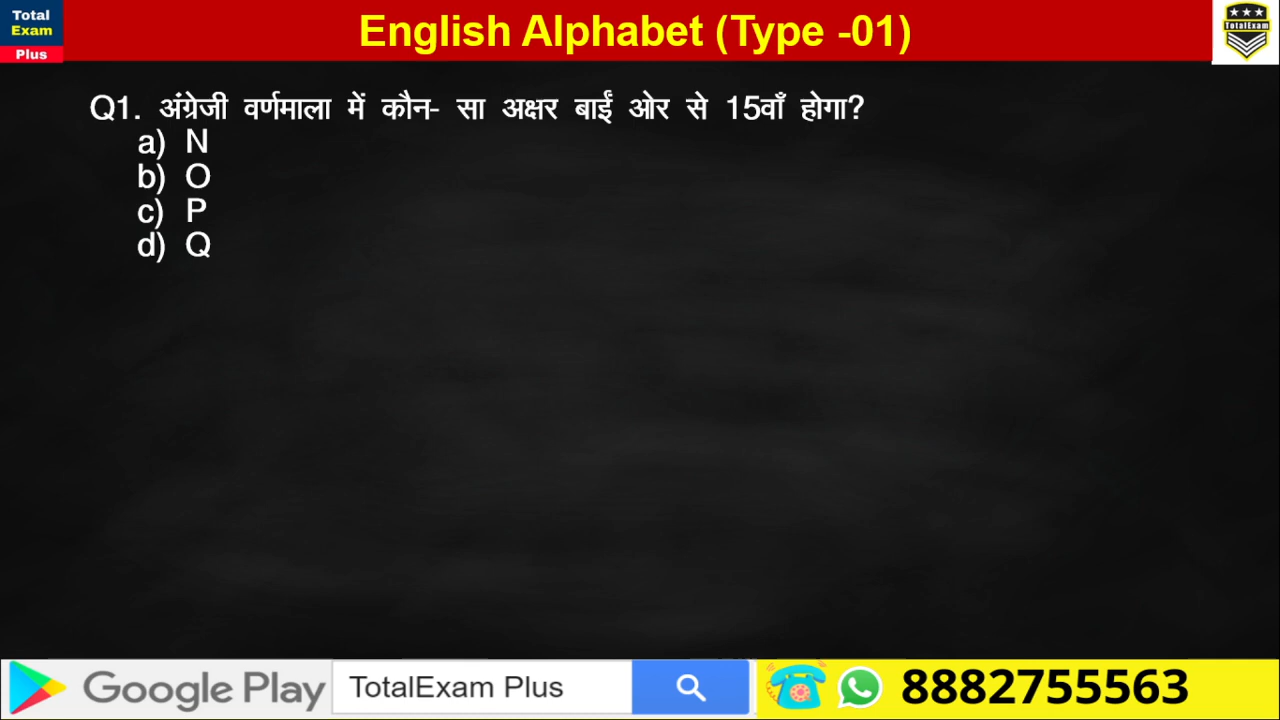 Total
Exam
Plus
English Alphabet (Type -01)
TotalExam
Q1. अंग्रेजी वर्णमाला में कौन- सा अक्षर बाईं ओर से 15वाँ होगा?
a) N
b) O
c) P
d) Q
Google Play
TotalExam Plus
8882755563